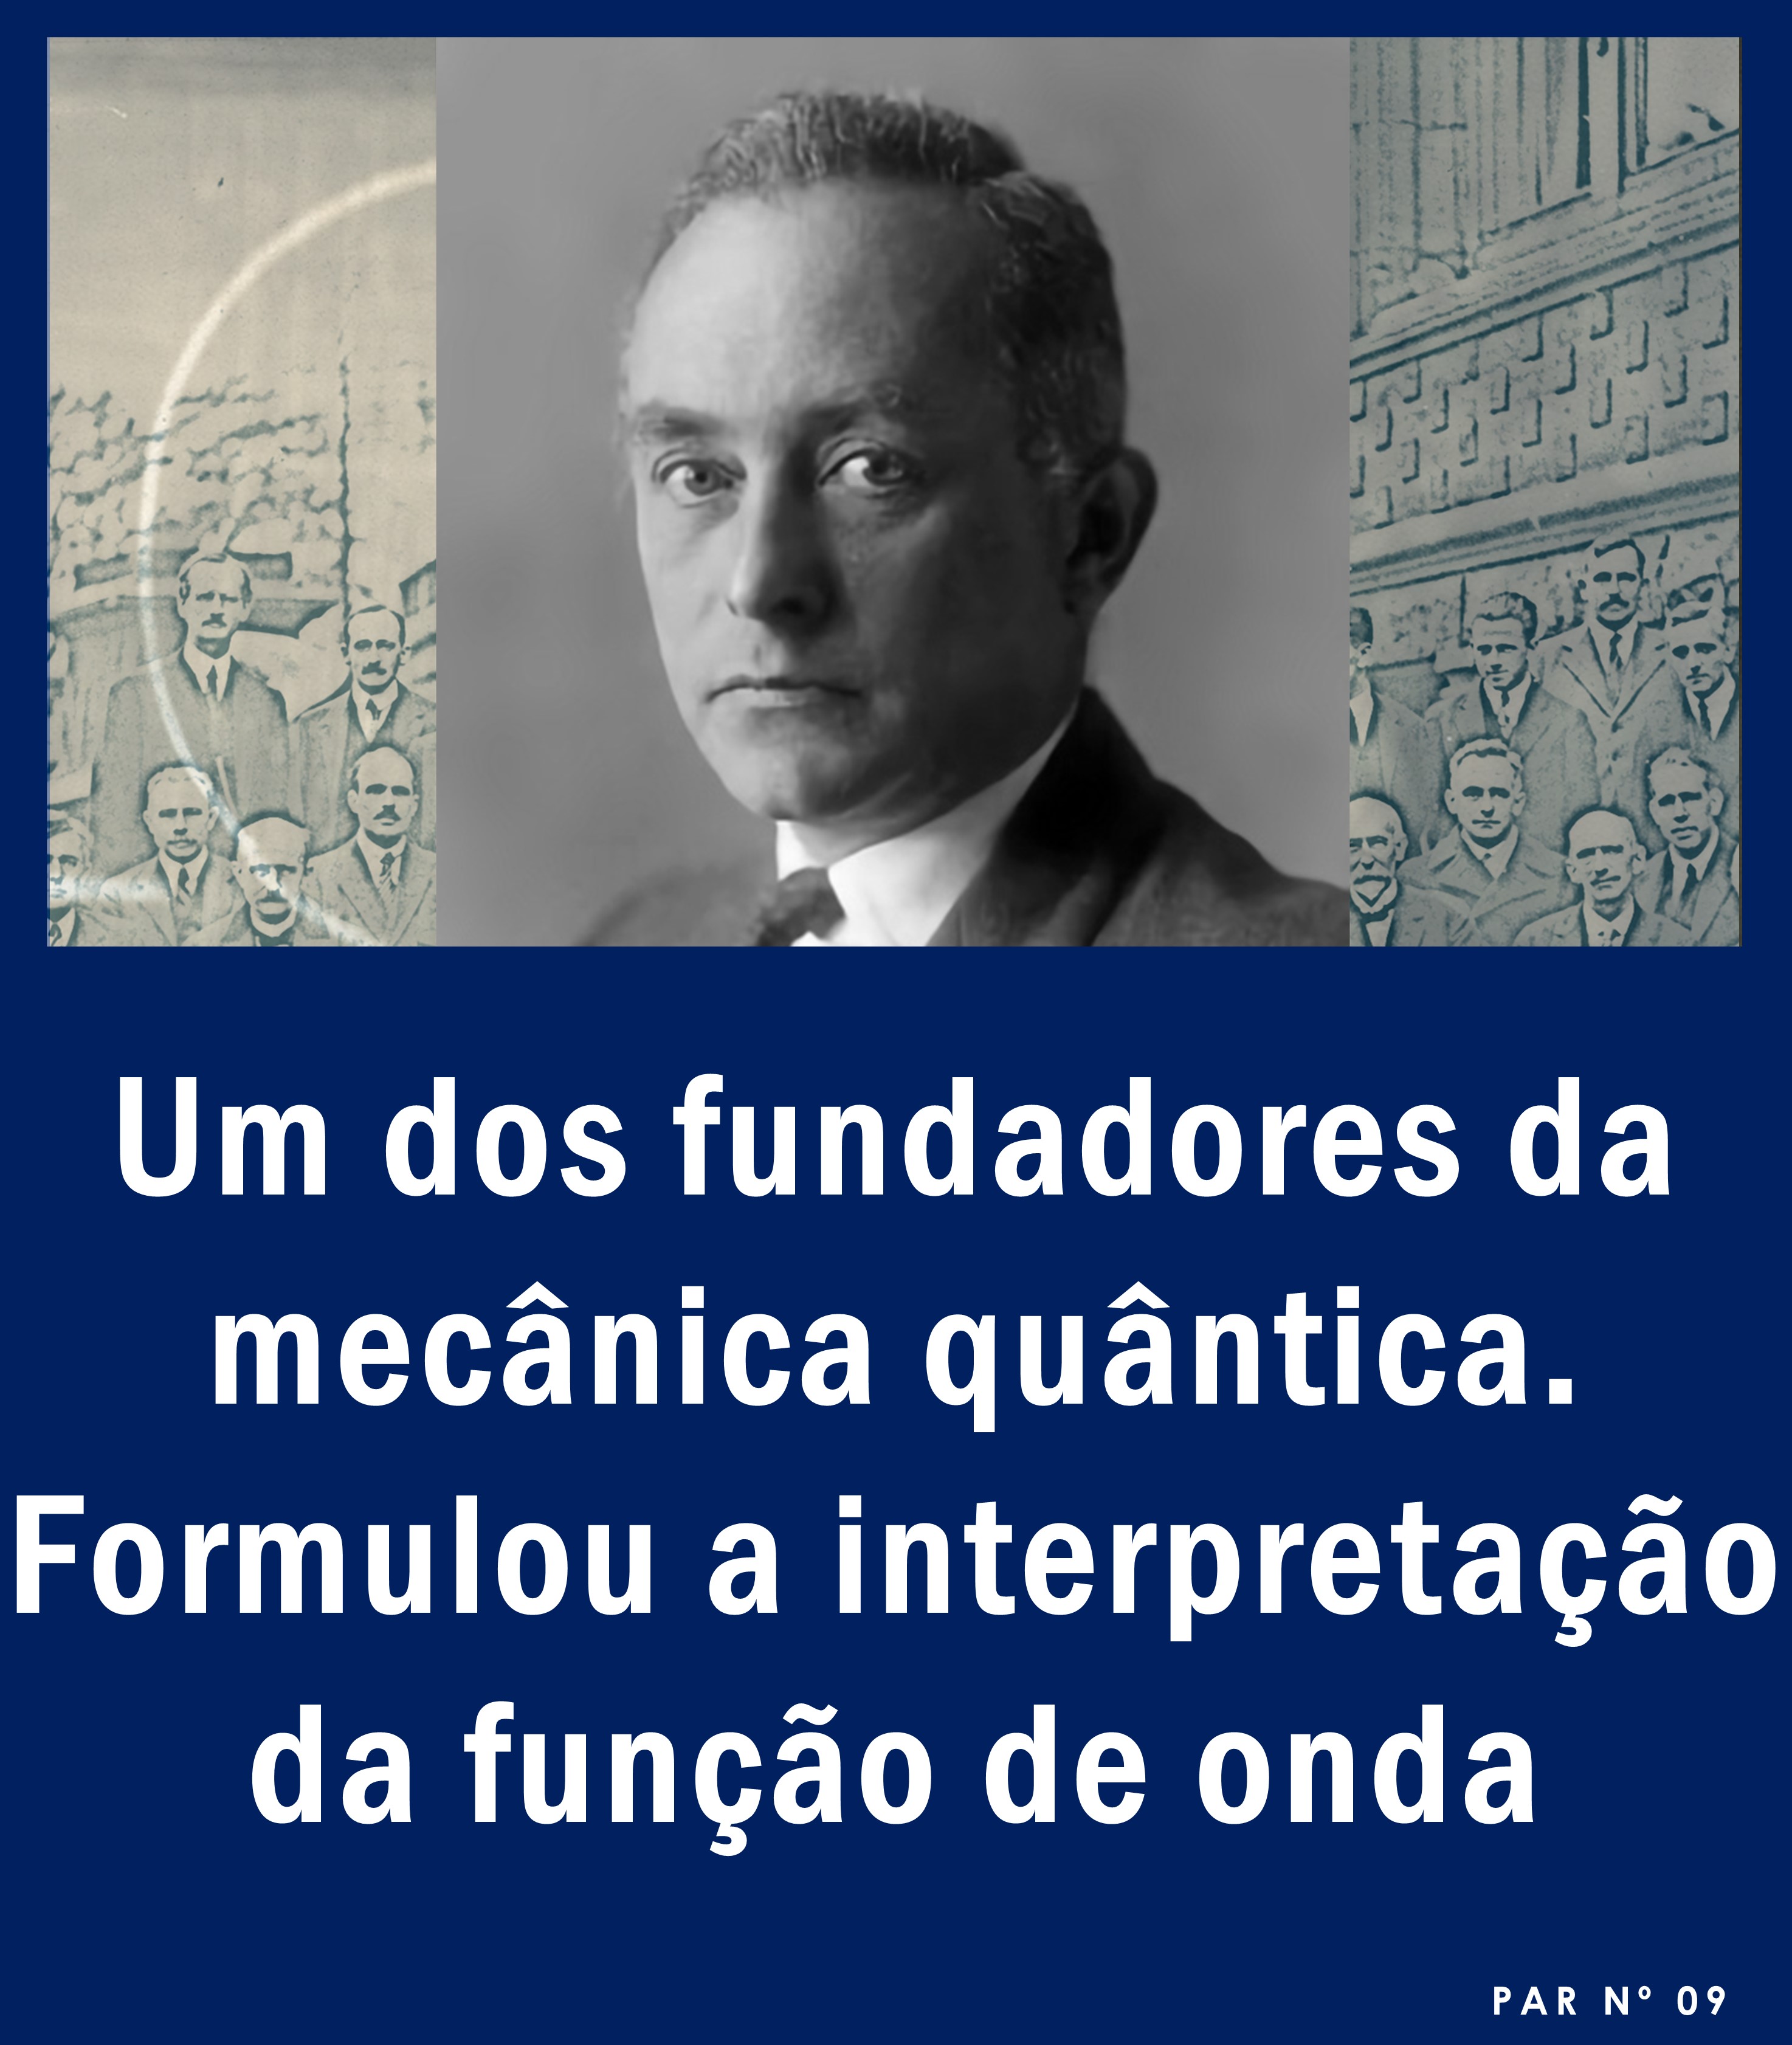 Um dos fundadores da
mecânica quântica.
Formulou a interpretação
da função de onda
PAR Nº 09